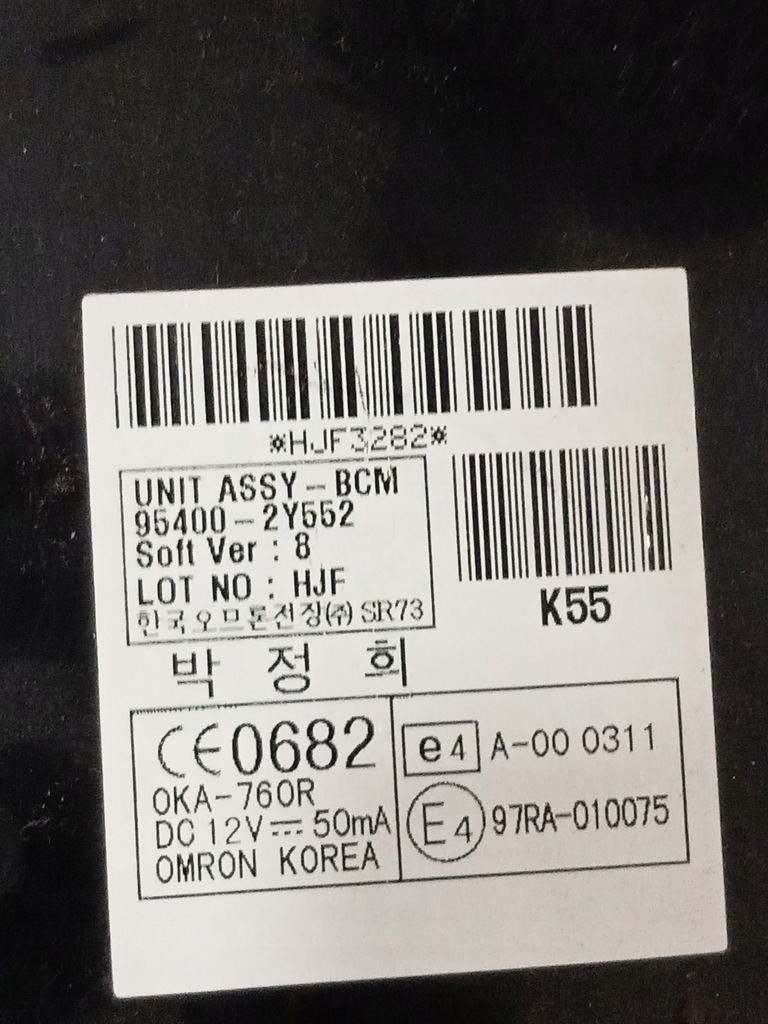 *HJF3282*
UNIT ASSY-BCM
95400-2Y552
Soft Ver : 8
LOT NO : HJF
한국오므론전장(주) SR73
K55
박 정 희
CE0682
OKA-760R
DC 12V ⎓ 50mA
OMRON KOREA
e4 A-00 0311
E4 97RA-010075